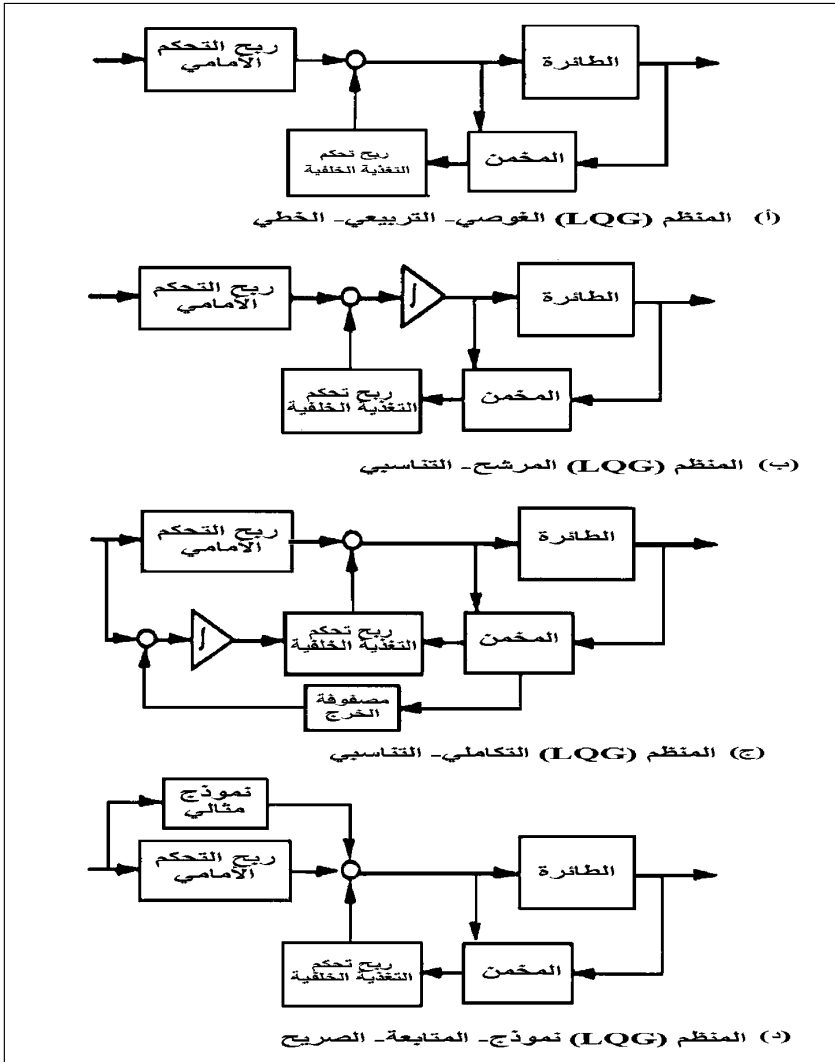 ربح التحكم
الأمامي
الطائرة
ربح تحكم
التغذية الخلفية
المخمن
(أ) المنظم (LQG) الغوصي- التربيعي- الخطي
ربح التحكم
الأمامي
∫
الطائرة
ربح تحكم
التغذية الخلفية
المخمن
(ب) المنظم (LQG) المرشح- التناسبي
ربح التحكم
الأمامي
الطائرة
∫
ربح تحكم
التغذية الخلفية
المخمن
مصفوفة
الخرج
(ج) المنظم (LQG) التكاملي- التناسبي
نموذج
مثالي
ربح التحكم
الأمامي
الطائرة
ربح تحكم
التغذية الخلفية
المخمن
(د) المنظم (LQG) نموذج- المتابعة- الصريح